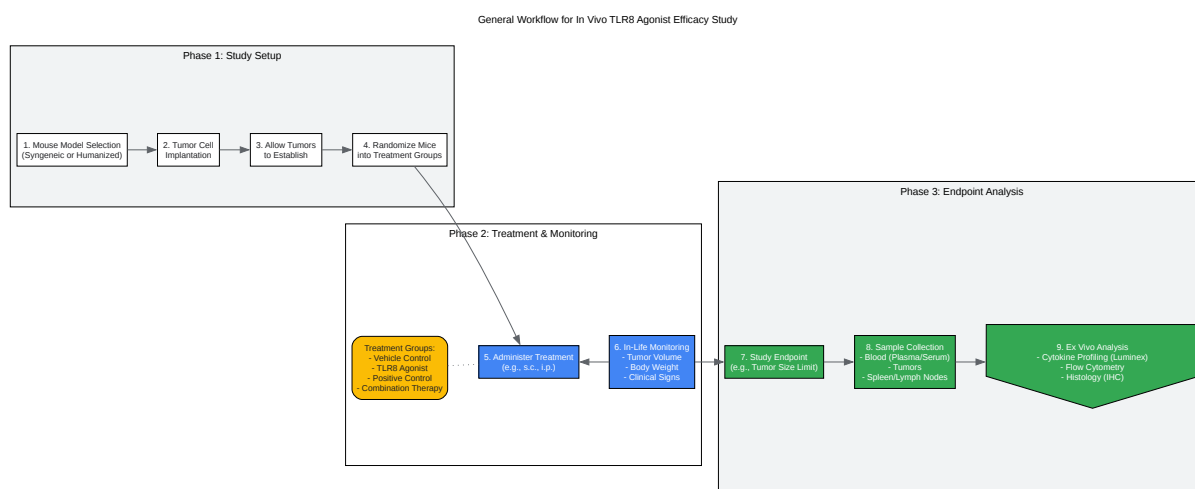 General Workflow for In Vivo TLR8 Agonist Efficacy Study
Phase 1: Study Setup
1. Mouse Model Selection
(Syngeneic or Humanized)
2. Tumor Cell
Implantation
3. Allow Tumors
to Establish
4. Randomize Mice
into Treatment Groups
Phase 2: Treatment & Monitoring
Treatment Groups:
- Vehicle Control
- TLR8 Agonist
- Positive Control
- Combination Therapy
5. Administer Treatment
(e.g., s.c., i.p.)
6. In-Life Monitoring
- Tumor Volume
- Body Weight
- Clinical Signs
Phase 3: Endpoint Analysis
7. Study Endpoint
(e.g., Tumor Size Limit)
8. Sample Collection
- Blood (Plasma/Serum)
- Tumors
- Spleen/Lymph Nodes
9. Ex Vivo Analysis
- Cytokine Profiling (Luminex)
- Flow Cytometry
- Histology (IHC)